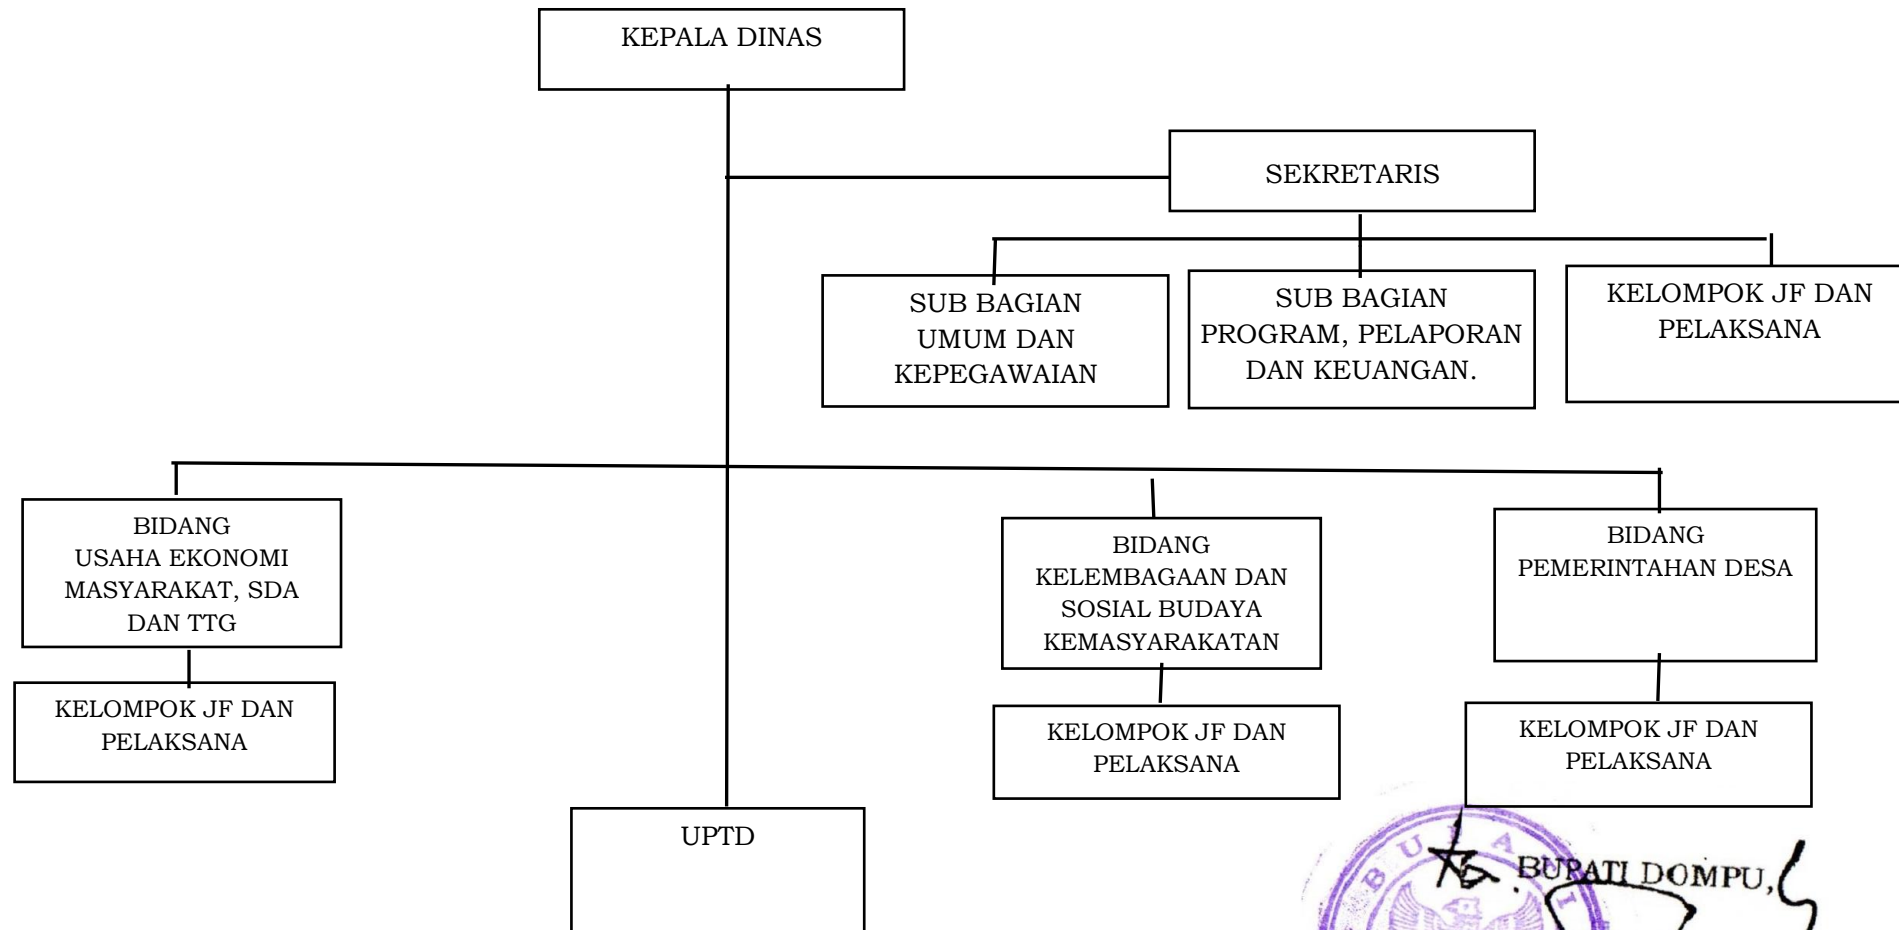 KEPALA DINAS
SEKRETARIS
SUB BAGIAN
UMUM DAN
KEPEGAWAIAN
SUB BAGIAN
PROGRAM, PELAPORAN
DAN KEUANGAN.
KELOMPOK JF DAN
PELAKSANA
BIDANG
USAHA EKONOMI
MASYARAKAT, SDA
DAN TTG
BIDANG
KELEMBAGAAN DAN
SOSIAL BUDAYA
KEMASYARAKATAN
BIDANG
PEMERINTAHAN DESA
KELOMPOK JF DAN
PELAKSANA
KELOMPOK JF DAN
PELAKSANA
KELOMPOK JF DAN
PELAKSANA
UPTD
BUPATI
BUPATI DOMPU,